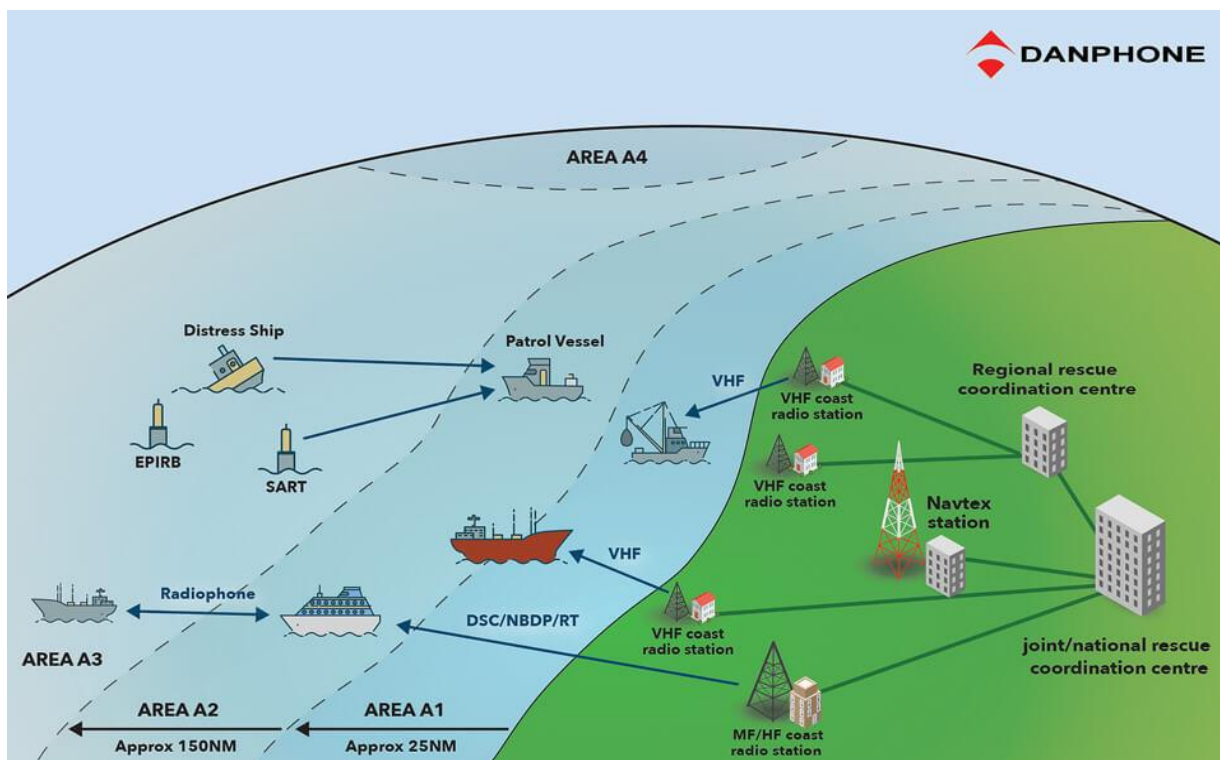 DANPHONE
AREA A4
Distress Ship
Patrol Vessel
VHF
VHF coast
radio station
Regional rescue
coordination centre
EPIRB
SART
VHF coast
radio station
Navtex
station
VHF
Radiophone
DSC/NBDP/RT
VHF coast
radio station
joint/national rescue
coordination centre
AREA A3
AREA A2
Approx 150NM
AREA A1
Approx 25NM
MF/HF coast
radio station